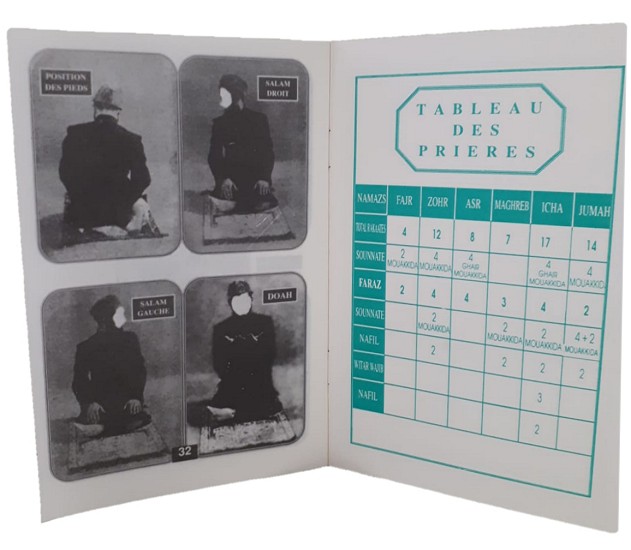 POSITION
DES PIEDS
SALAM
DROIT
SALAM
GAUCHE
DOAH
32
TABLEAU
DES
PRIERES
NAMAZS FAJR ZOHR ASR MAGHREB ICHA JUMAH
TOTAL RAKAATES 4 12 8 7 17 14
SOUNNATE 2 MOUAKKIDA 4 MOUAKKIDA 4 GHAIR MOUAKKIDA 4 GHAIR MOUAKKIDA 4 MOUAKKIDA
FARAZ 2 4 4 3 4 2
SOUNNATE 2 MOUAKKIDA 2 MOUAKKIDA 2 MOUAKKIDA 4 + 2 MOUAKKIDA
NAFIL 2 2 2 2
WITAR WAJIB 3
NAFIL 2